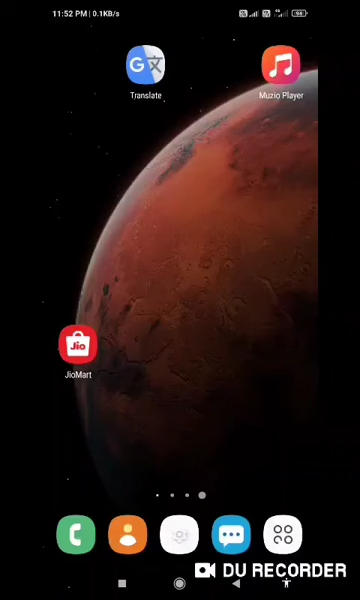 11:52 PM | 0.1KB/s
Translate
Muzio Player
Jio
JioMart
DU RECORDER